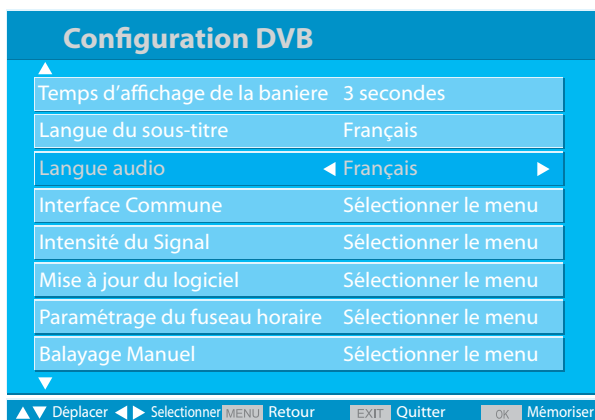 Configuration DVB
Temps d'affichage de la baniere 3 secondes
Langue du sous-titre Français
Langue audio Français
Interface Commune Sélectionner le menu
Intensité du Signal Sélectionner le menu
Mise à jour du logiciel Sélectionner le menu
Paramétrage du fuseau horaire Sélectionner le menu
Balayage Manuel Sélectionner le menu
Déplacer Selectionner MENU Retour EXIT Quitter OK Mémoriser